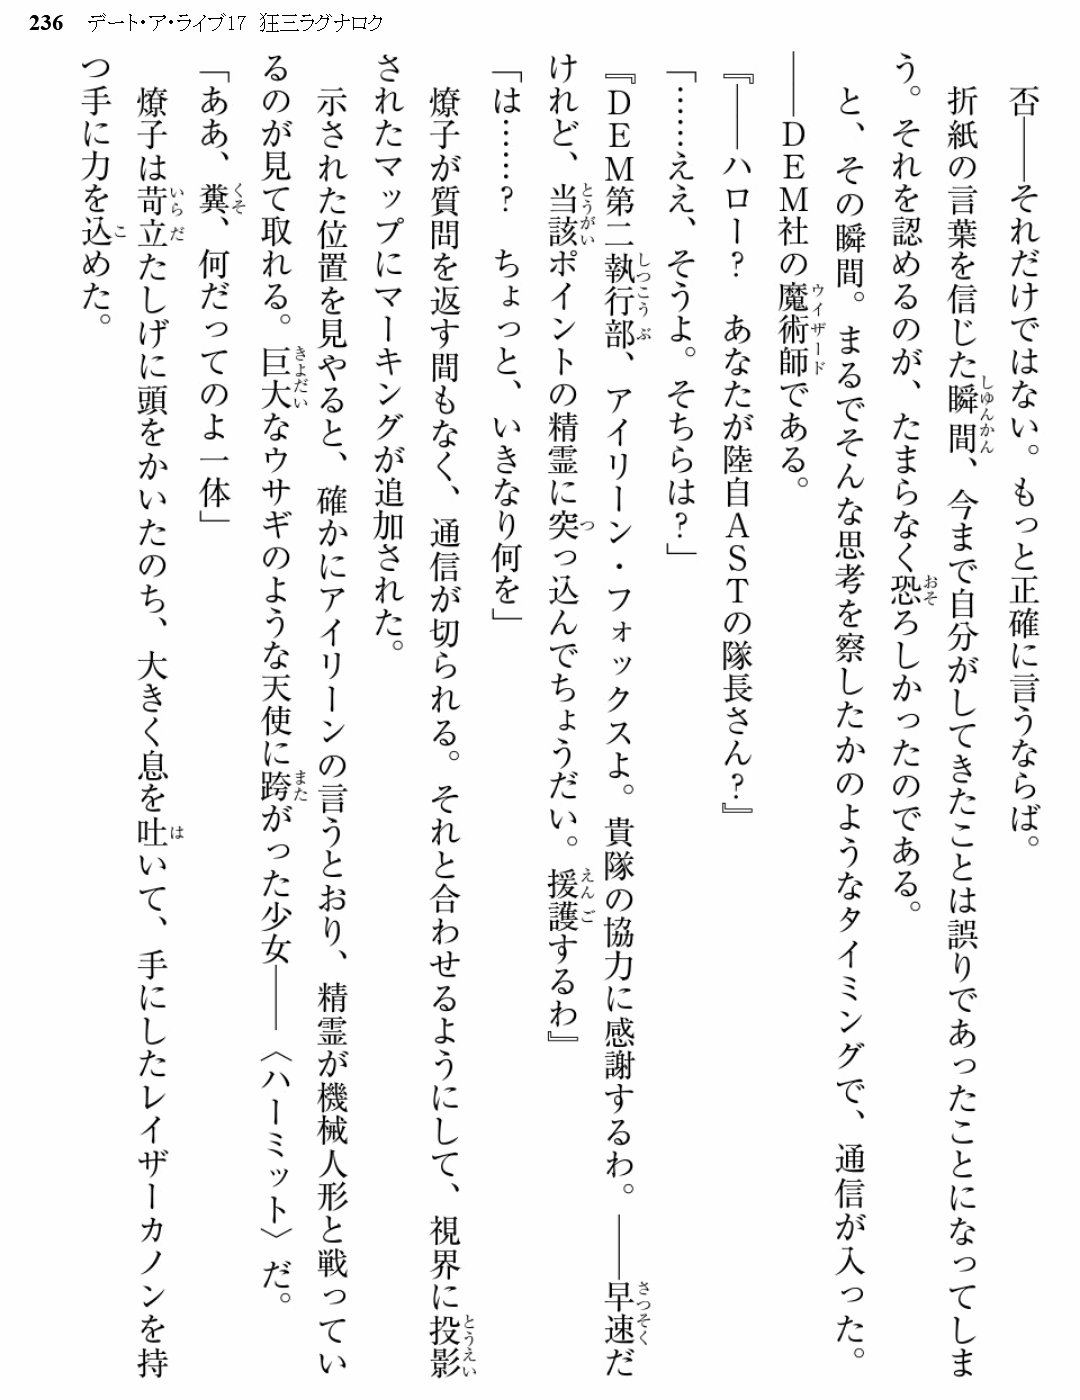 236 デート・ア・ライブ17 狂三ラグナロク
否――それだけではない。もっと正確に言うならば。
折紙の言葉を信じた瞬間、今まで自分がしてきたことは誤りであったことになってしま
う。それを認めるのが、たまらなく恐ろしかったのである。
と、その瞬間。まるでそんな思考を察したかのようなタイミングで、通信が入った。
――DEM社の魔術師である。
『――ハロー？　あなたが陸自ASTの隊長さん？』
「……ええ、そうよ。そちらは？」
『DEM第二執行部、アイリーン・フォックスよ。貴隊の協力に感謝するわ。――早速だ
けれど、当該ポイントの精霊に突っ込んでちょうだい。援護するわ』
「は……？　ちょっと、いきなり何を」
燎子が質問を返す間もなく、通信が切られる。それと合わせるようにして、視界に投影
されたマップにマーキングが追加された。
示された位置を見やると、確かにアイリーンの言うとおり、精霊が機械人形と戦ってい
るのが見て取れる。巨大なウサギのような天使に跨がった少女――〈ハーミット〉だ。
「ああ、糞、何だってのよ一体」
燎子は苛立たしげに頭をかいたのち、大きく息を吐いて、手にしたレイザーカノンを持
つ手に力を込めた。